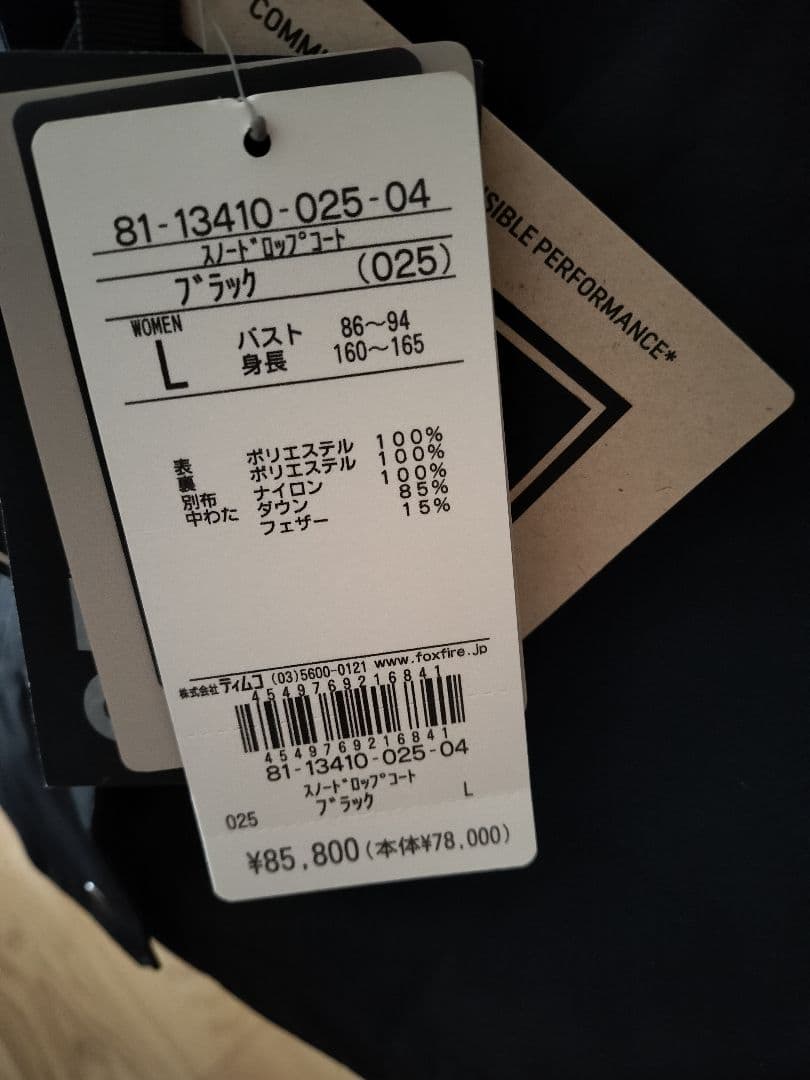 COMM
SIBLE PERFORMANCE*
81-13410-025-04
ｽﾉｰﾄﾞﾛｯﾌﾟｺｰﾄ
ﾌﾞﾗｯｸ (025)
WOMEN
L
バスト 86〜94
身長 160〜165
表 ポリエステル 100%
裏 ポリエステル 100%
別布 ナイロン 100%
中わた ダウン 85%
フェザー 15%
株式会社ティムコ (03)5600-0121 www.foxfire.jp
4549769216841
4549769216841
81-13410-025-04
ｽﾉｰﾄﾞﾛｯﾌﾟｺｰﾄ
025 ﾌﾞﾗｯｸ L
¥85,800(本体¥78,000)